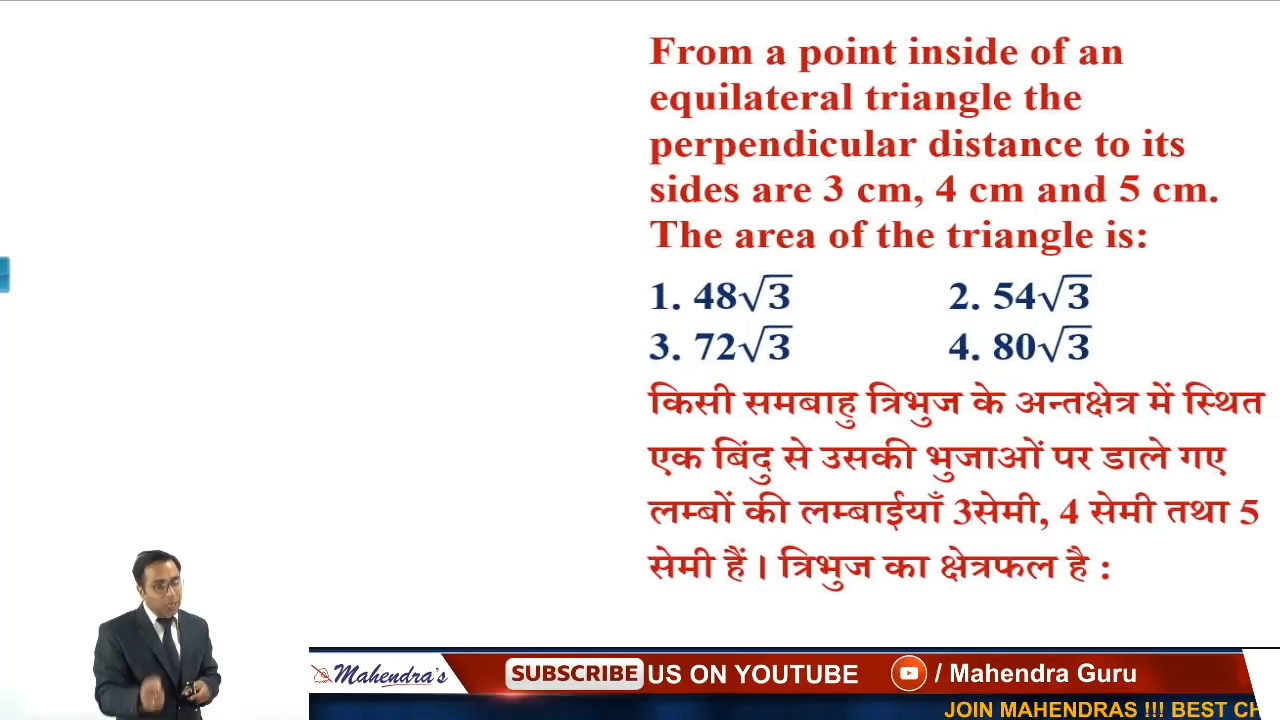 From a point inside of an
equilateral triangle the
perpendicular distance to its
sides are 3 cm, 4 cm and 5 cm.
The area of the triangle is:
1. 48√3 2. 54√3
3. 72√3 4. 80√3
किसी समबाहु त्रिभुज के अन्तक्षेत्र में स्थित
एक बिंदु से उसकी भुजाओं पर डाले गए
लम्बों की लम्बाईयाँ 3सेमी, 4 सेमी तथा 5
सेमी हैं। त्रिभुज का क्षेत्रफल है :
Mahendra's SUBSCRIBE US ON YOUTUBE / Mahendra Guru
JOIN MAHENDRAS !!! BEST CH